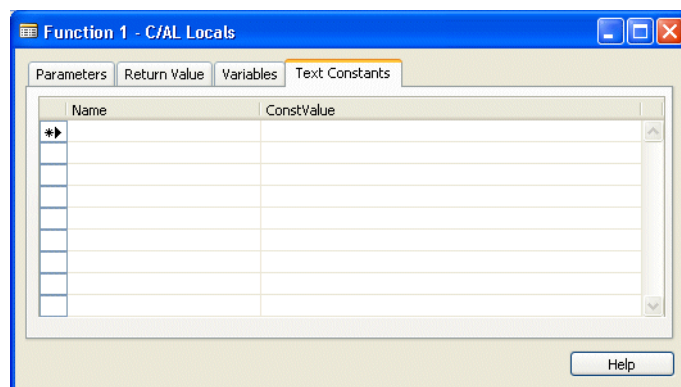 Function 1 - C/AL Locals
Parameters Return Value Variables Text Constants
Name ConstValue
Help